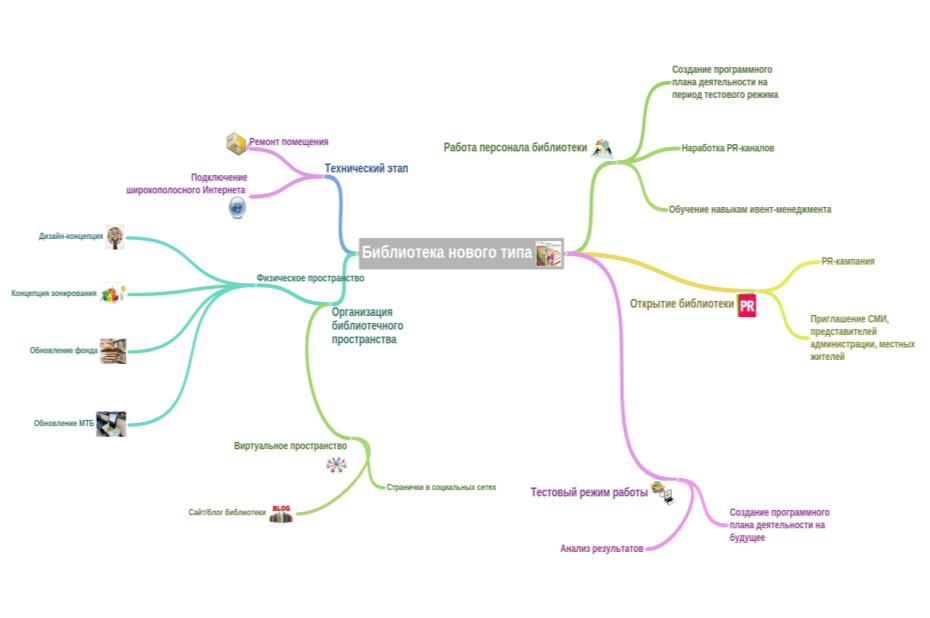 Создание программного
плана деятельности на
период тестового режима
Работа персонала библиотеки
Наработка PR-каналов
Обучение навыкам ивент-менеджмента
Ремонт помещения
Технический этап
Подключение
широкополосного Интернета
Библиотека нового типа
Дизайн-концепция
Физическое пространство
Концепция зонирования
Обновление фонда
Обновление МТБ
Организация
библиотечного
пространства
PR-кампания
Открытие библиотеки
PR
Приглашение СМИ,
представителей
администрации, местных
жителей
Виртуальное пространство
Странички в социальных сетях
Сайт/блог библиотеки
BLOG
Тестовый режим работы
Создание программного
плана деятельности на
будущее
Анализ результатов